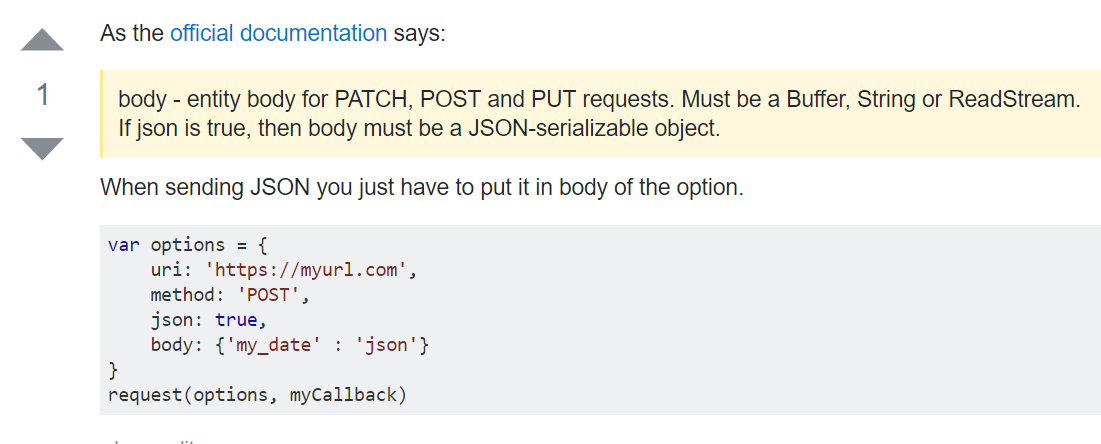 As the official documentation says:
1
body - entity body for PATCH, POST and PUT requests. Must be a Buffer, String or ReadStream.
If json is true, then body must be a JSON-serializable object.
When sending JSON you just have to put it in body of the option.
var options = {
    uri: 'https://myurl.com',
    method: 'POST',
    json: true,
    body: {'my_date' : 'json'}
}
request(options, myCallback)